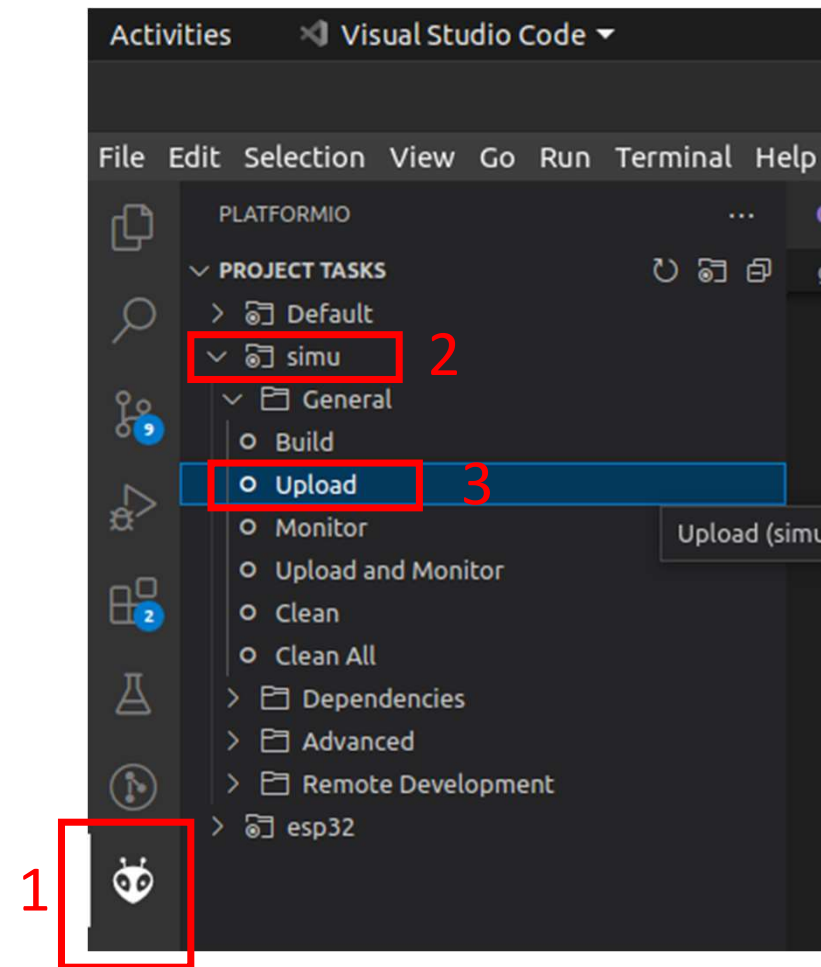 Activities Visual Studio Code
File Edit Selection View Go Run Terminal Help
PLATFORMIO ...
PROJECT TASKS
Default
simu 2
9
General
Build
Upload 3
Monitor
Upload (simu
Upload and Monitor
2
Clean
Clean All
Dependencies
Advanced
Remote Development
esp32
1